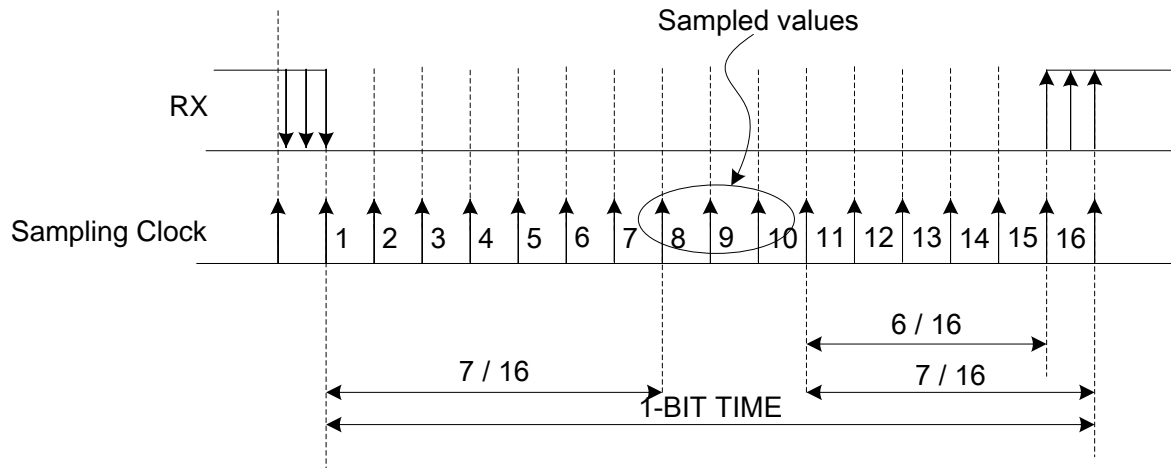 Sampled values
RX
Sampling Clock
1 2 3 4 5 6 7 8 9 10 11 12 13 14 15 16
6 / 16
7 / 16
7 / 16
1-BIT TIME